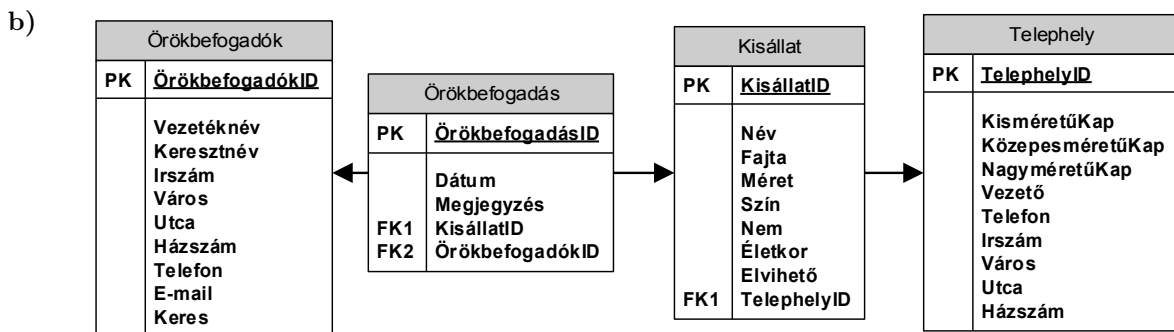 b)
Örökbefogadók
PK ÖrökbefogadókID
Vezetéknév
Keresztnév
Irszám
Város
Utca
Házszám
Telefon
E-mail
Keres
Örökbefogadás
PK ÖrökbefogadásID
Dátum
Megjegyzés
FK1 KisállatID
FK2 ÖrökbefogadókID
Kisállat
PK KisállatID
Név
Fajta
Méret
Szín
Nem
Életkor
Elvihető
FK1 TelephelyID
Telephely
PK TelephelyID
KisméretűKap
KözepesméretűKap
NagyméretűKap
Vezető
Telefon
Irszám
Város
Utca
Házszám